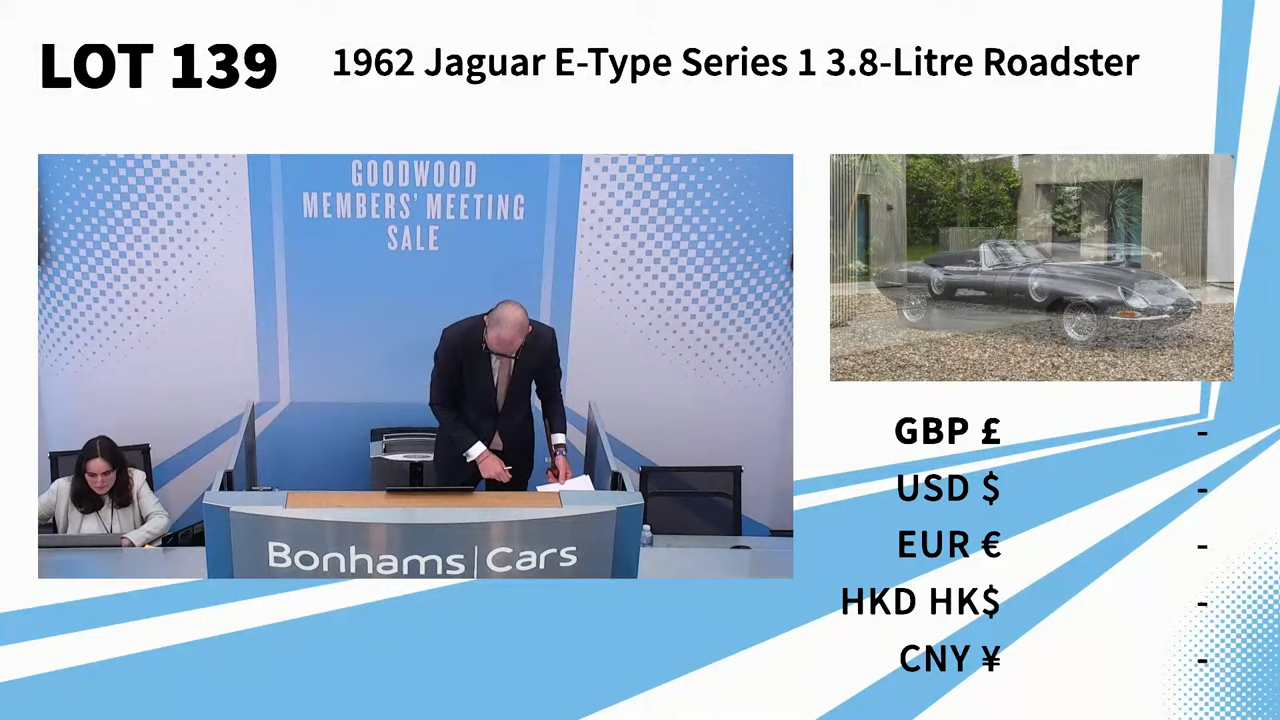 LOT 139
1962 Jaguar E-Type Series 1 3.8-Litre Roadster
GOODWOOD
MEMBERS' MEETING
SALE
Bonhams|Cars
GBP £ -
USD $ -
EUR € -
HKD HK$ -
CNY ¥ -